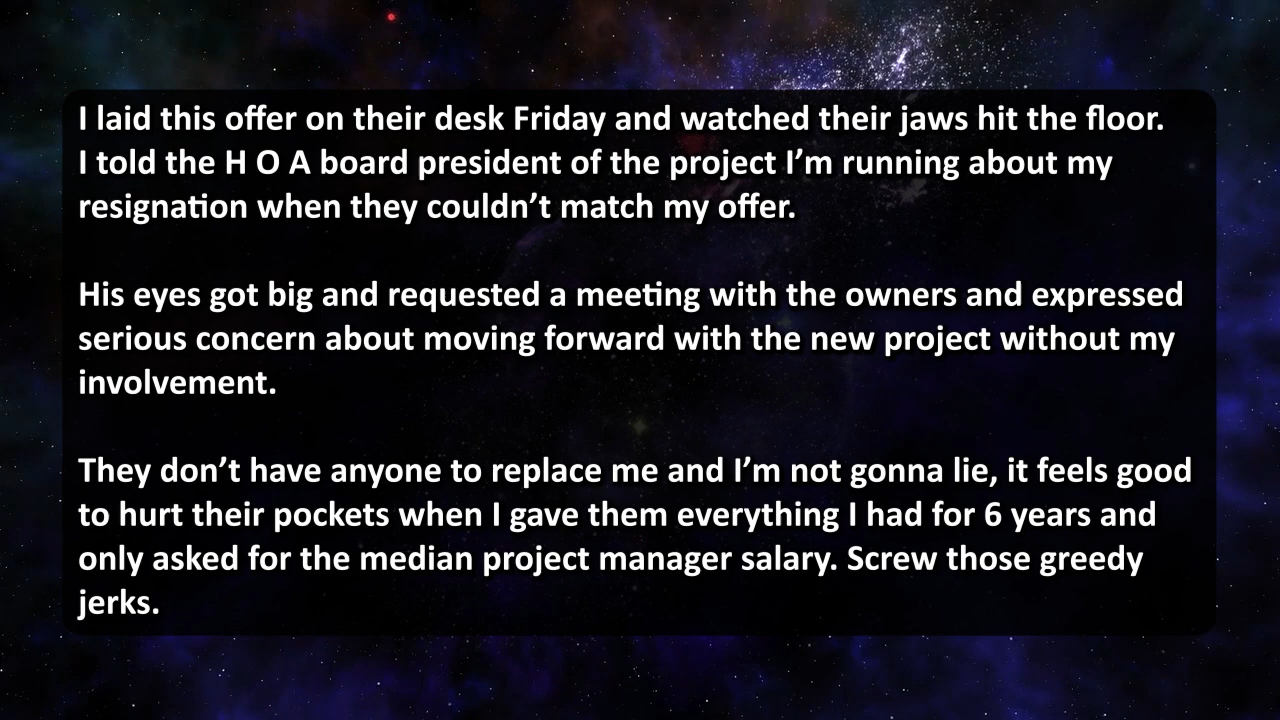 I laid this offer on their desk Friday and watched their jaws hit the floor.
I told the H O A board president of the project I’m running about my
resignation when they couldn’t match my offer.
His eyes got big and requested a meeting with the owners and expressed
serious concern about moving forward with the new project without my
involvement.
They don’t have anyone to replace me and I’m not gonna lie, it feels good
to hurt their pockets when I gave them everything I had for 6 years and
only asked for the median project manager salary. Screw those greedy
jerks.